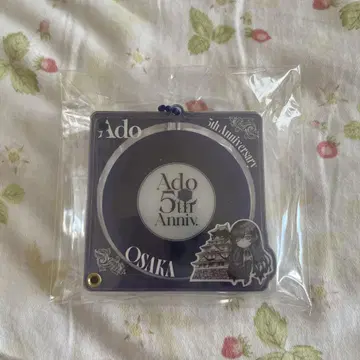 Ado
5th Anniversary
Ado
5th
Anniv.
OSAKA